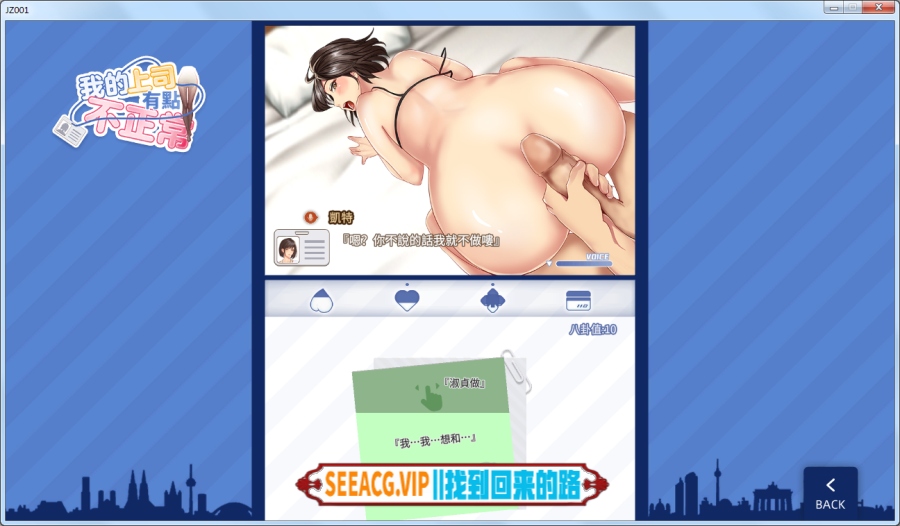 JZ001
我的上司
有點
不正常
凱特
『嗯？你不說的話我就不做嘍』
VOICE
八卦值:10
『淑貞做』
『我…我…想和…』
SEEACG.VIP||找到回来的路
BACK